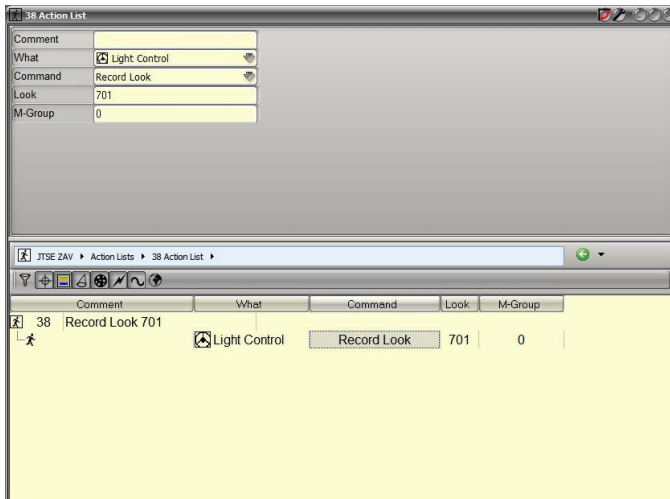 38 Action List
Comment
What Light Control
Command Record Look
Look 701
M-Group 0
JTSE ZAV Action Lists 38 Action List
Comment What Command Look M-Group
38 Record Look 701
Light Control Record Look 701 0